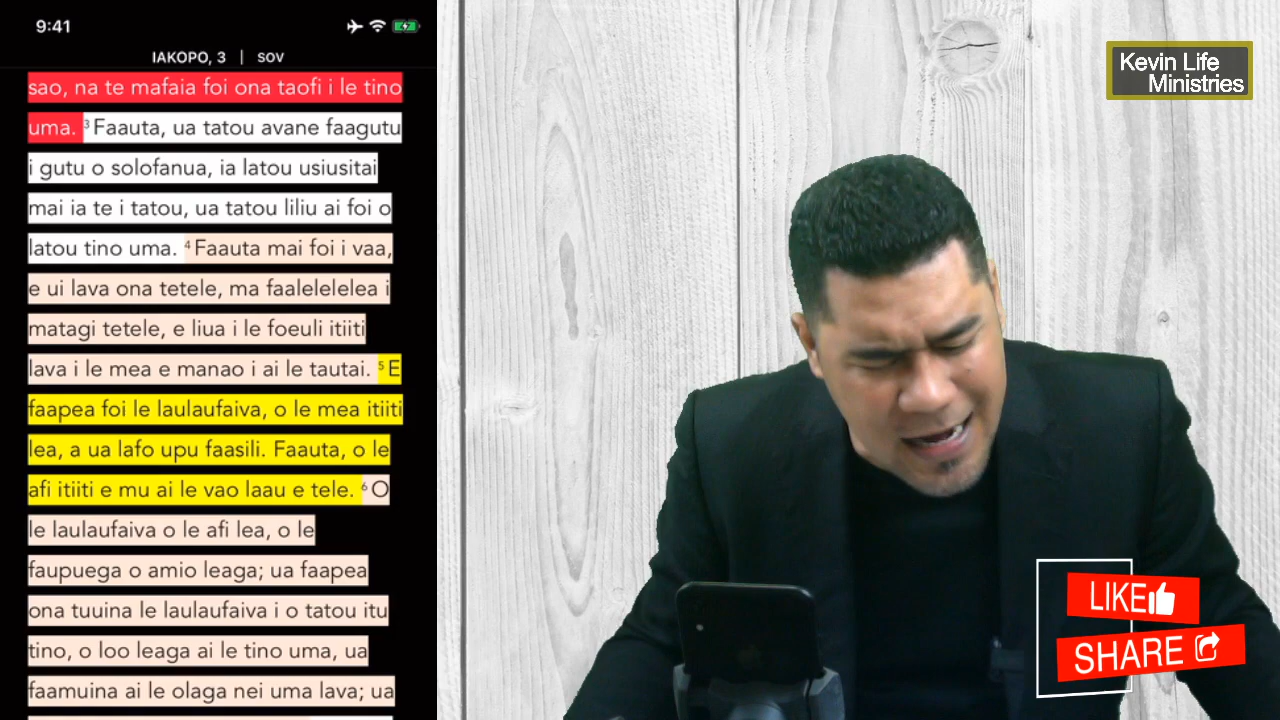 9:41
IAKOPO, 3 | SOV
sao, na te mafaia foi ona taofi i le tino
uma. 3 Faauta, ua tatou avane faagutu
i gutu o solofanua, ia latou usiusitai
mai ia te i tatou, ua tatou liliu ai foi o
latou tino uma. 4 Faauta mai foi i vaa,
e ui lava ona tetele, ma faalelelelea i
matagi tetele, e liua i le foeuli itiiti
lava i le mea e manao i ai le tautai. 5 E
faapea foi le laulaufaiva, o le mea itiiti
lea, a ua lafo upu faasili. Faauta, o le
afi itiiti e mu ai le vao laau e tele. 6 O
le laulaufaiva o le afi lea, o le
faupuega o amio leaga; ua faapea
ona tuuina le laulaufaiva i o tatou itu
tino, o loo leaga ai le tino uma, ua
faamuina ai le olaga nei uma lava; ua
Kevin Life
Ministries
LIKE
SHARE